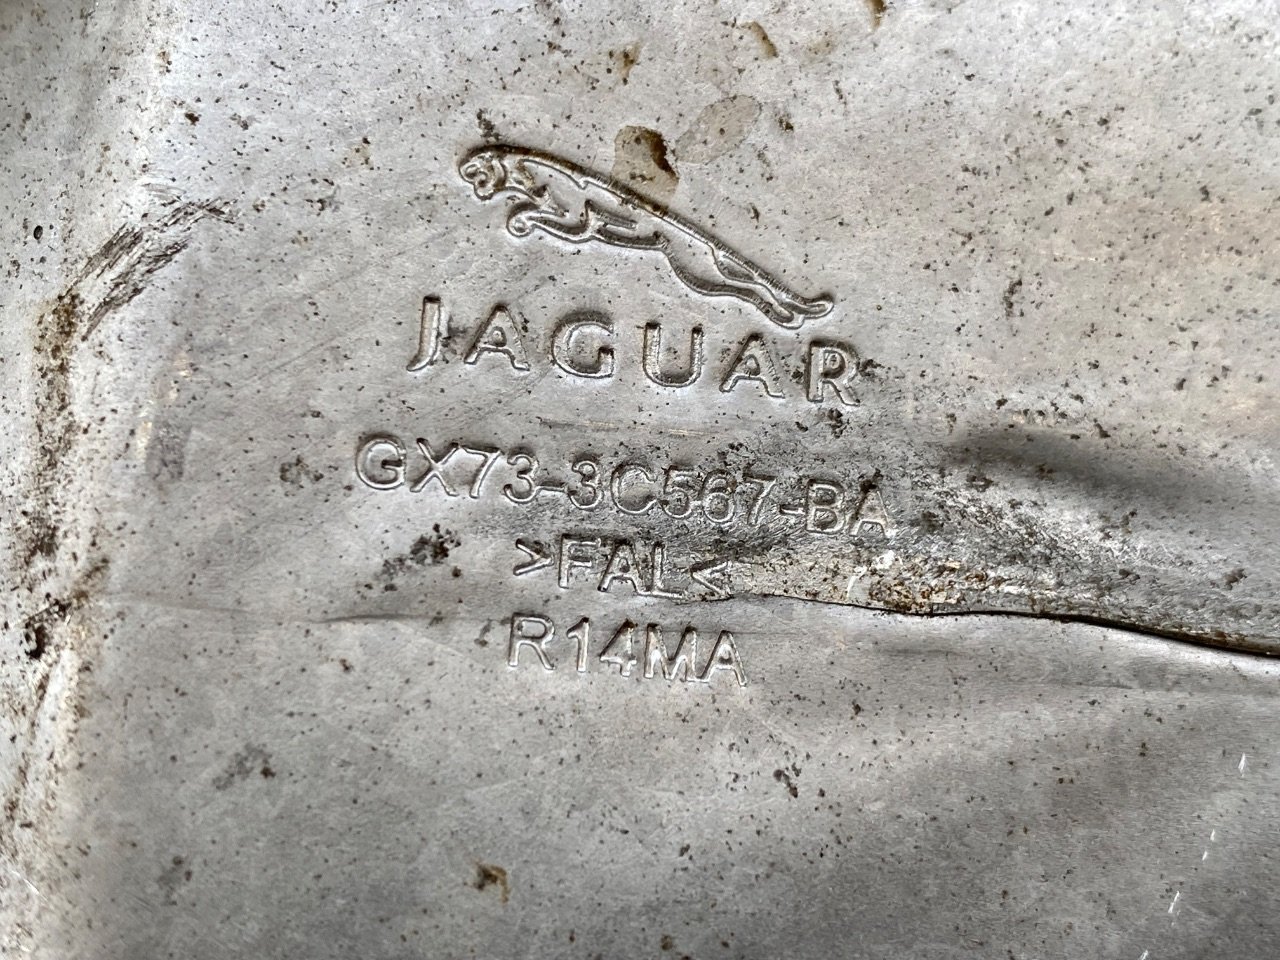 JAGUAR
GX73-3C567-BA
>FAL<
R14MA